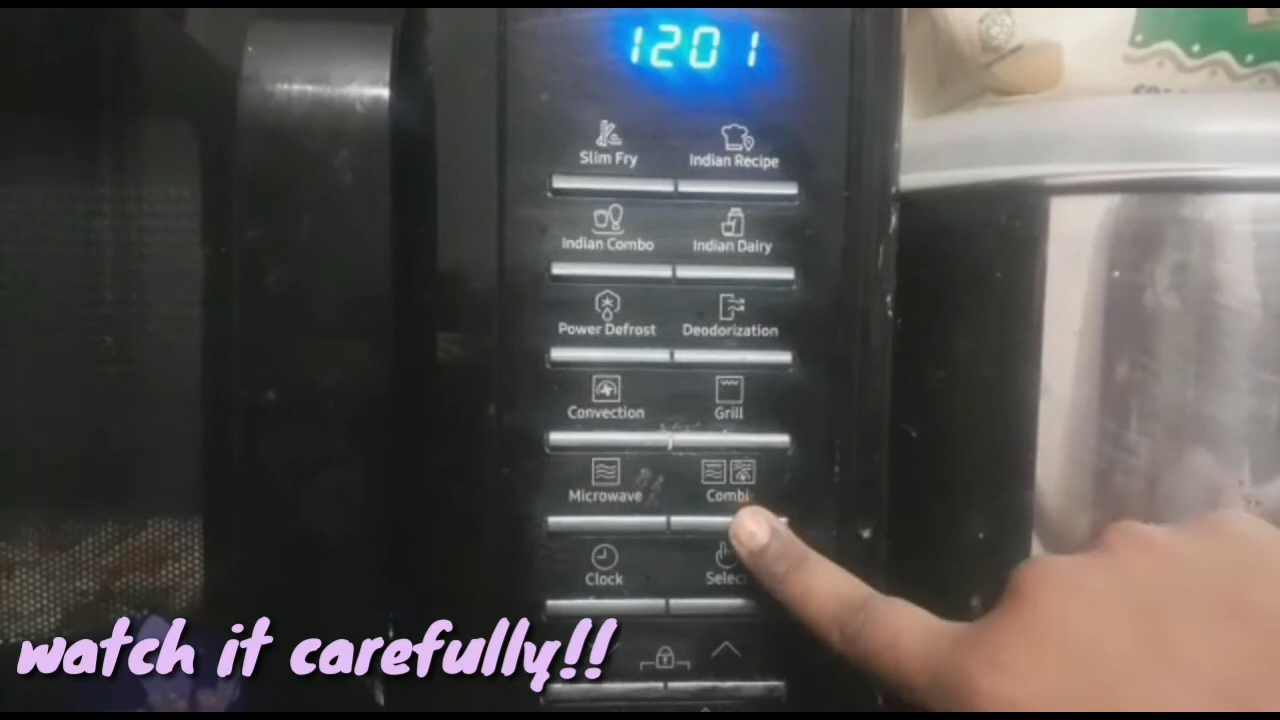 1201
Slim Fry
Indian Recipe
Indian Combo
Indian Dairy
Power Defrost
Deodorization
Convection
Grill
Microwave
Combi
Clock
Select
watch it carefully!!